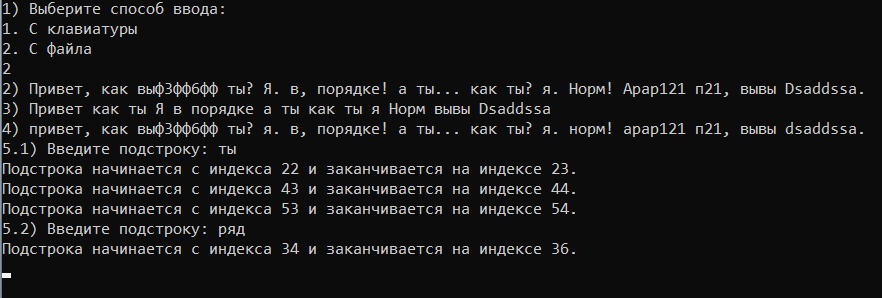 1) Выберите способ ввода:
1. С клавиатуры
2. С файла
2
2) Привет, как выф3фф6фф ты? Я. в, порядке! а ты... как ты? я. Норм! Арар121 п21, вывы Dsaddssa.
3) Привет как ты Я в порядке а ты как ты я Норм вывы Dsaddssa
4) привет, как выф3фф6фф ты? я. в, порядке! а ты... как ты? я. норм! арар121 п21, вывы dsaddssa.
5.1) Введите подстроку: ты
Подстрока начинается с индекса 22 и заканчивается на индексе 23.
Подстрока начинается с индекса 43 и заканчивается на индексе 44.
Подстрока начинается с индекса 53 и заканчивается на индексе 54.
5.2) Введите подстроку: ряд
Подстрока начинается с индекса 34 и заканчивается на индексе 36.